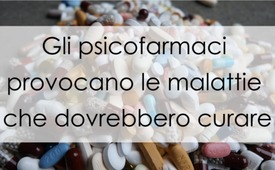 Gli psicofarmaci
provocano le malattie
che dovrebbero curare